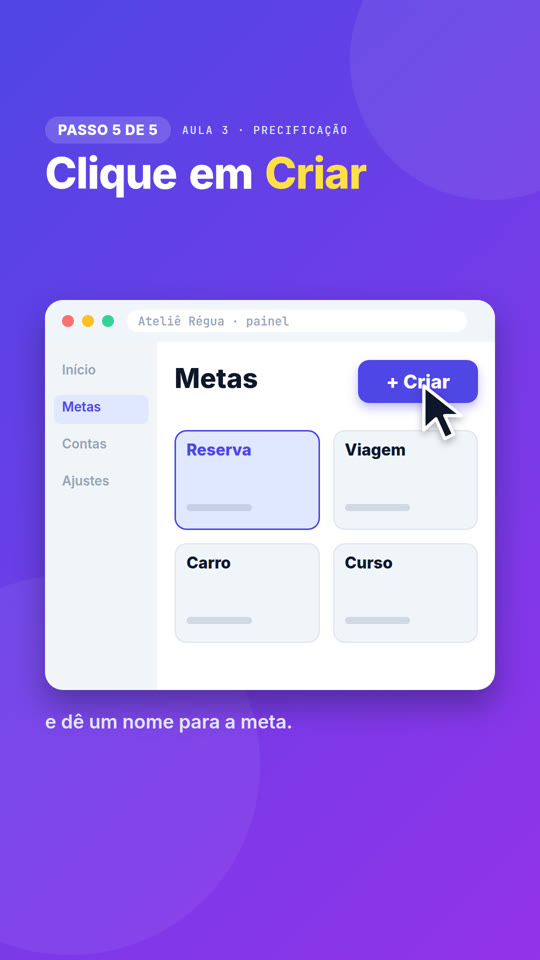 PASSO 5 DE 5 AULA 3 · PRECIFICAÇÃO
Clique em Criar
Ateliê Régua · painel
Início
Metas
Contas
Ajustes
Metas
+ Criar
Reserva
Viagem
Carro
Curso
e dê um nome para a meta.